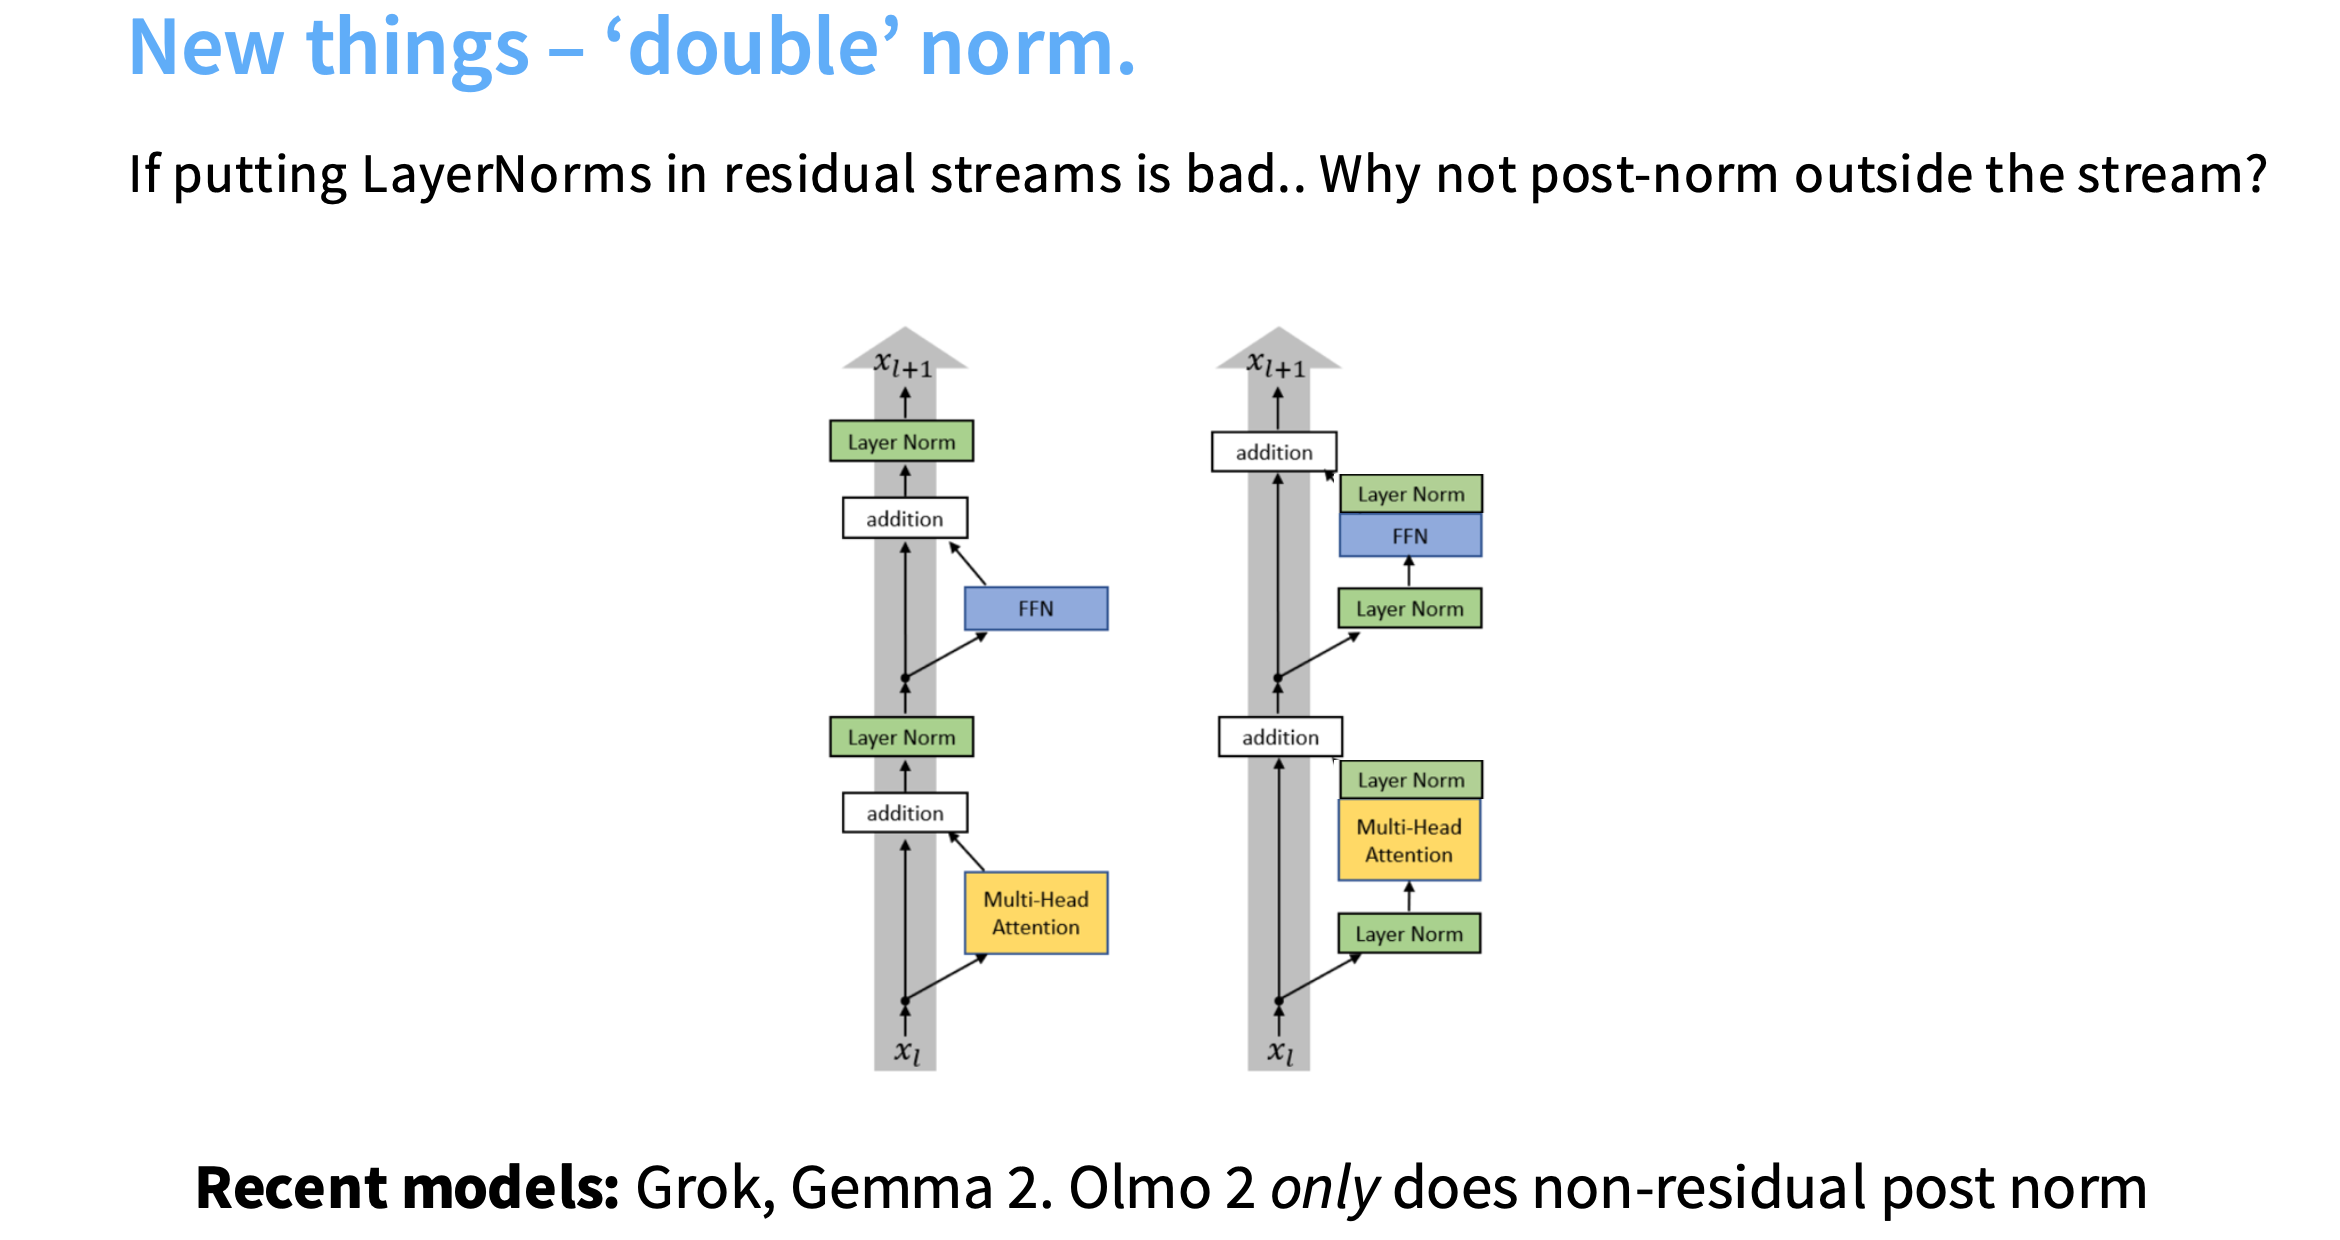 New things – ‘double’ norm.
If putting LayerNorms in residual streams is bad.. Why not post-norm outside the stream?
x_{l+1}
Layer Norm
addition
FFN
Layer Norm
addition
Multi-Head
Attention
x_l
x_{l+1}
addition
Layer Norm
FFN
Layer Norm
addition
Layer Norm
Multi-Head
Attention
Layer Norm
x_l
Recent models: Grok, Gemma 2. Olmo 2 only does non-residual post norm